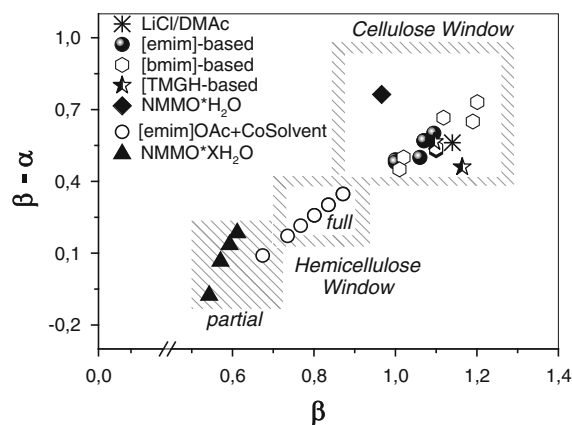 Cellulose Window
LiCl/DMAc
[emim]-based
[bmim]-based
[TMGH-based
NMMO*H₂O
[emim]OAc+CoSolvent
NMMO*XH₂O
full
Hemicellulose
Window
partial
1,0
0,7
0,4
0,1
-0,2
β - α
0,0
0,6
0,8
1,0
1,2
1,4
β